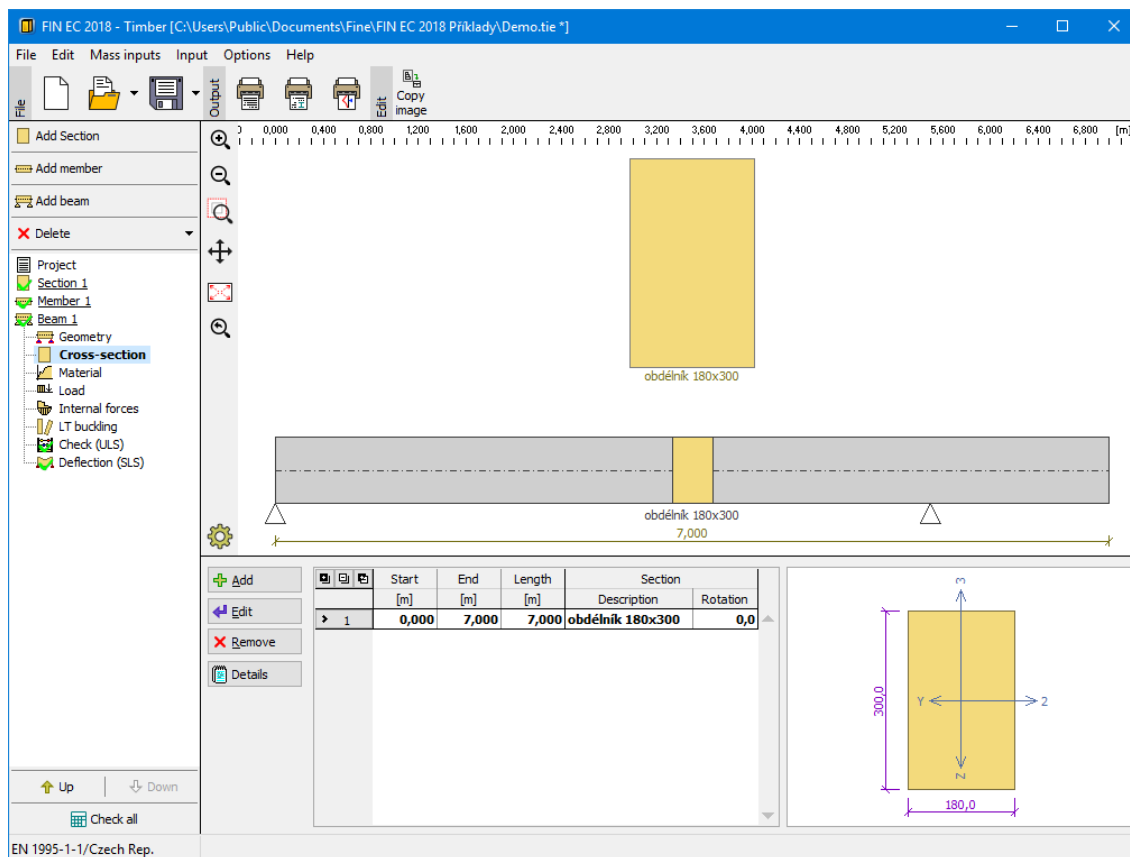 FIN EC 2018 - Timber [C:\Users\Public\Documents\Fine\FIN EC 2018 Příklady\Demo.tie *]
File Edit Mass inputs Input Options Help
File
Output
Edit
Copy
image
Add Section
Add member
Add beam
Delete
Project
Section 1
Member 1
Beam 1
Geometry
Cross-section
Material
Load
Internal forces
LT buckling
Check (ULS)
Deflection (SLS)
Up Down
Check all
0,000 0,400 0,800 1,200 1,600 2,000 2,400 2,800 3,200 3,600 4,000 4,400 4,800 5,200 5,600 6,000 6,400 6,800 [m]
obdélník 180x300
obdélník 180x300
7,000
Add
Edit
Remove
Details
Start End Length Section
[m] [m] [m] Description Rotation
1 0,000 7,000 7,000 obdélník 180x300 0,0
3
300,0
Y 2
Z
180,0
EN 1995-1-1/Czech Rep.